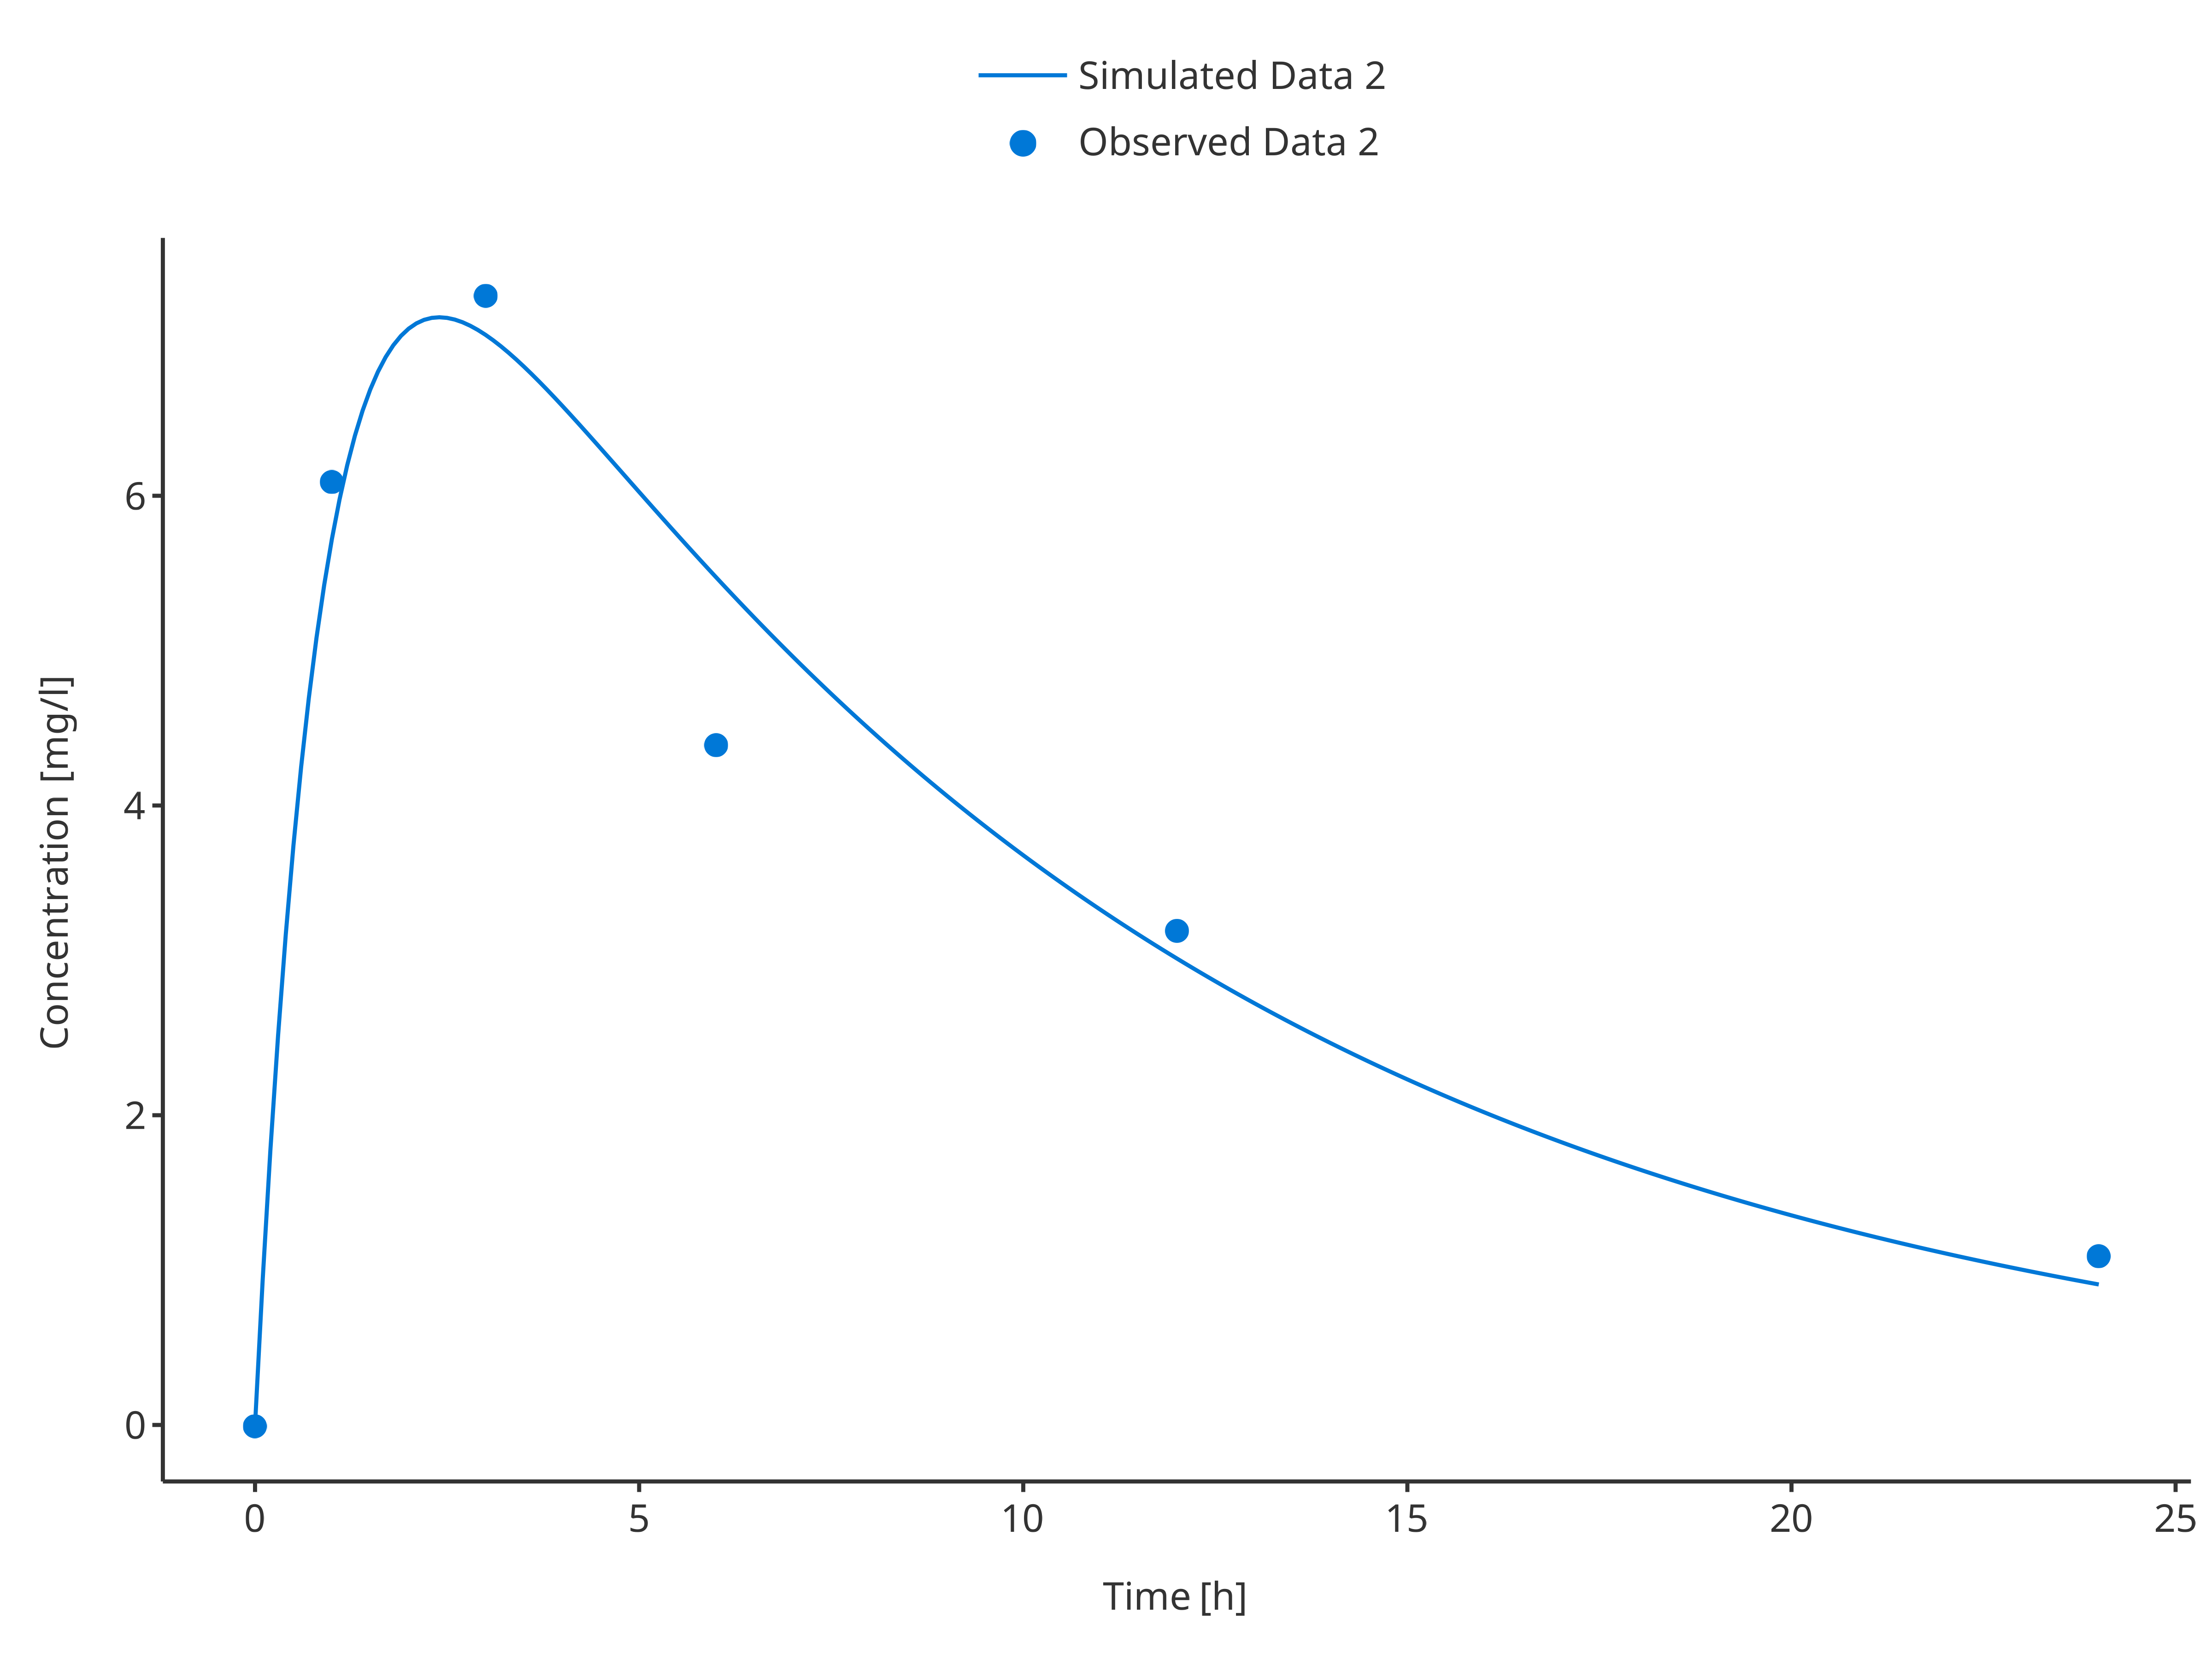 Simulated Data 2
Observed Data 2
Concentration [mg/l]
6
4
2
0
0 5 10 15 20 25
Time [h]